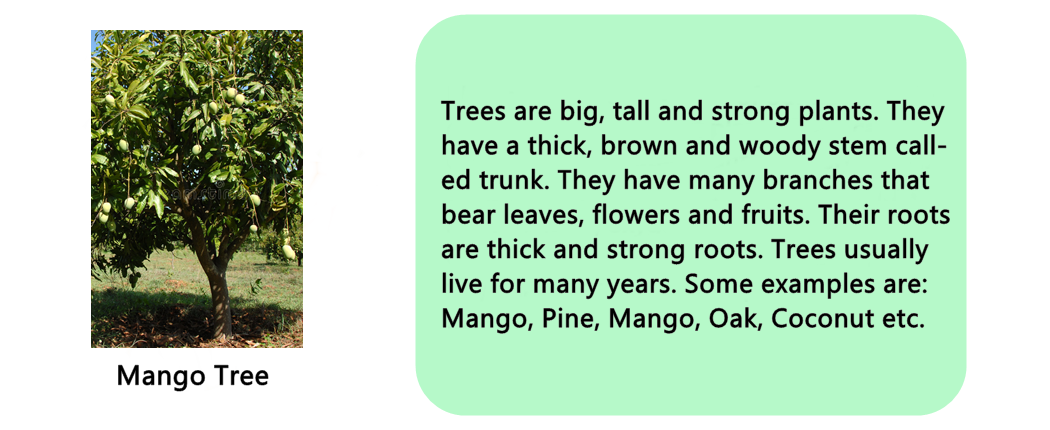 Trees are big, tall and strong plants. They
have a thick, brown and woody stem call-
ed trunk. They have many branches that
bear leaves, flowers and fruits. Their roots
are thick and strong roots. Trees usually
live for many years. Some examples are:
Mango, Pine, Mango, Oak, Coconut etc.
Mango Tree